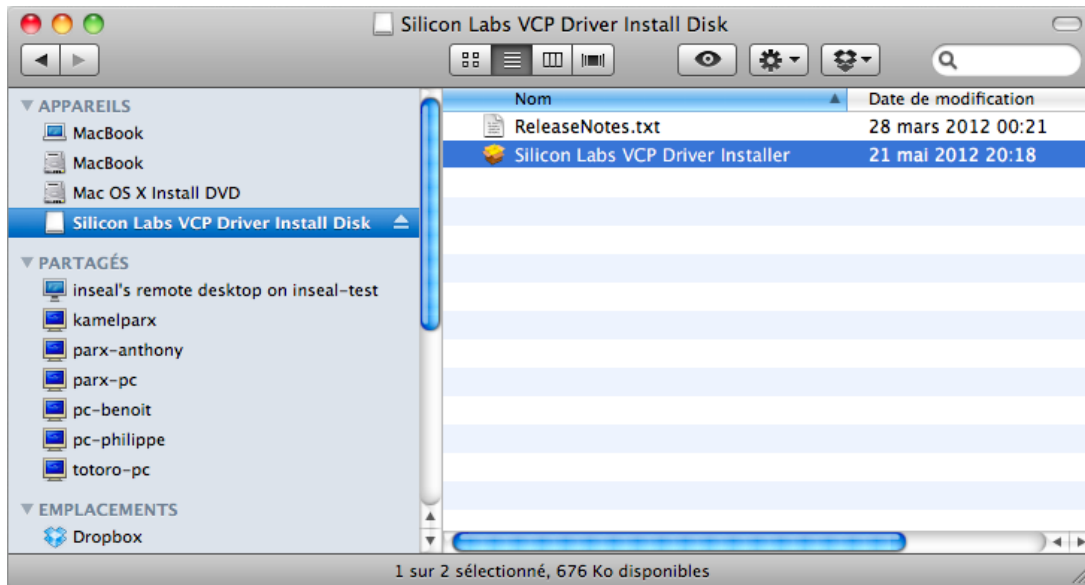 Silicon Labs VCP Driver Install Disk
APPAREILS
MacBook
MacBook
Mac OS X Install DVD
Silicon Labs VCP Driver Install Disk
PARTAGÉS
inseal's remote desktop on inseal-test
kamelparx
parx-anthony
parx-pc
pc-benoit
pc-philippe
totoro-pc
EMPLACEMENTS
Dropbox
Nom Date de modification
ReleaseNotes.txt 28 mars 2012 00:21
Silicon Labs VCP Driver Installer 21 mai 2012 20:18
1 sur 2 sélectionné, 676 Ko disponibles